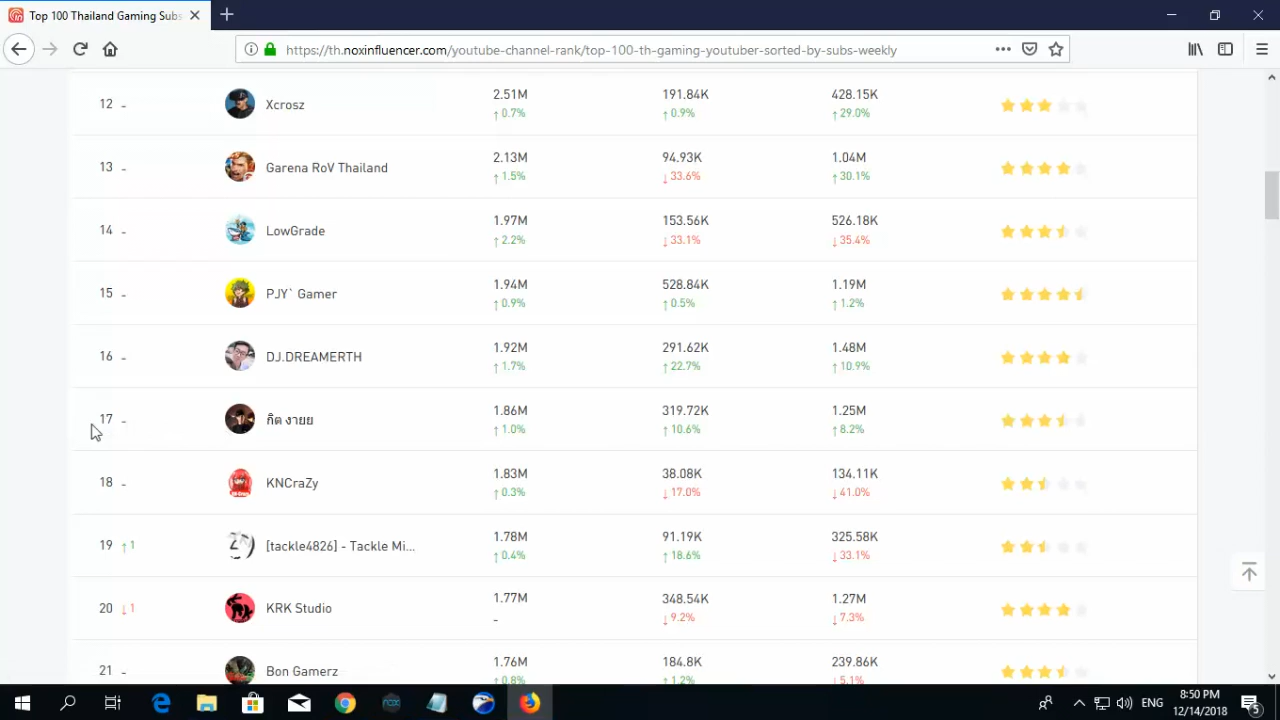 Top 100 Thailand Gaming Subs
https://th.noxinfluencer.com/youtube-channel-rank/top-100-th-gaming-youtuber-sorted-by-subs-weekly
12 - Xcrosz 2.51M 191.84K 428.15K
↑0.7% ↑0.9% ↑29.0%
13 - Garena RoV Thailand 2.13M 94.93K 1.04M
↑1.5% ↓33.6% ↑30.1%
14 - LowGrade 1.97M 153.56K 526.18K
↑2.2% ↓33.1% ↓35.4%
15 - PJY` Gamer 1.94M 528.84K 1.19M
↑0.9% ↑0.5% ↑1.2%
16 - DJ.DREAMERTH 1.92M 291.62K 1.48M
↑1.7% ↑22.7% ↑10.9%
17 - กิต งายย 1.86M 319.72K 1.25M
↑1.0% ↑10.6% ↑8.2%
18 - KNCraZy 1.83M 38.08K 134.11K
↑0.3% ↓17.0% ↓41.0%
19 ↑1 [tackle4826] - Tackle Mi... 1.78M 91.19K 325.58K
↑0.4% ↑18.6% ↓33.1%
20 ↓1 KRK Studio 1.77M 348.54K 1.27M
- ↓9.2% ↓7.3%
21 - Bon Gamerz 1.76M 184.8K 239.86K
↑0.8% ↑1.2% ↓5.1%
ENG
8:50 PM
12/14/2018
5